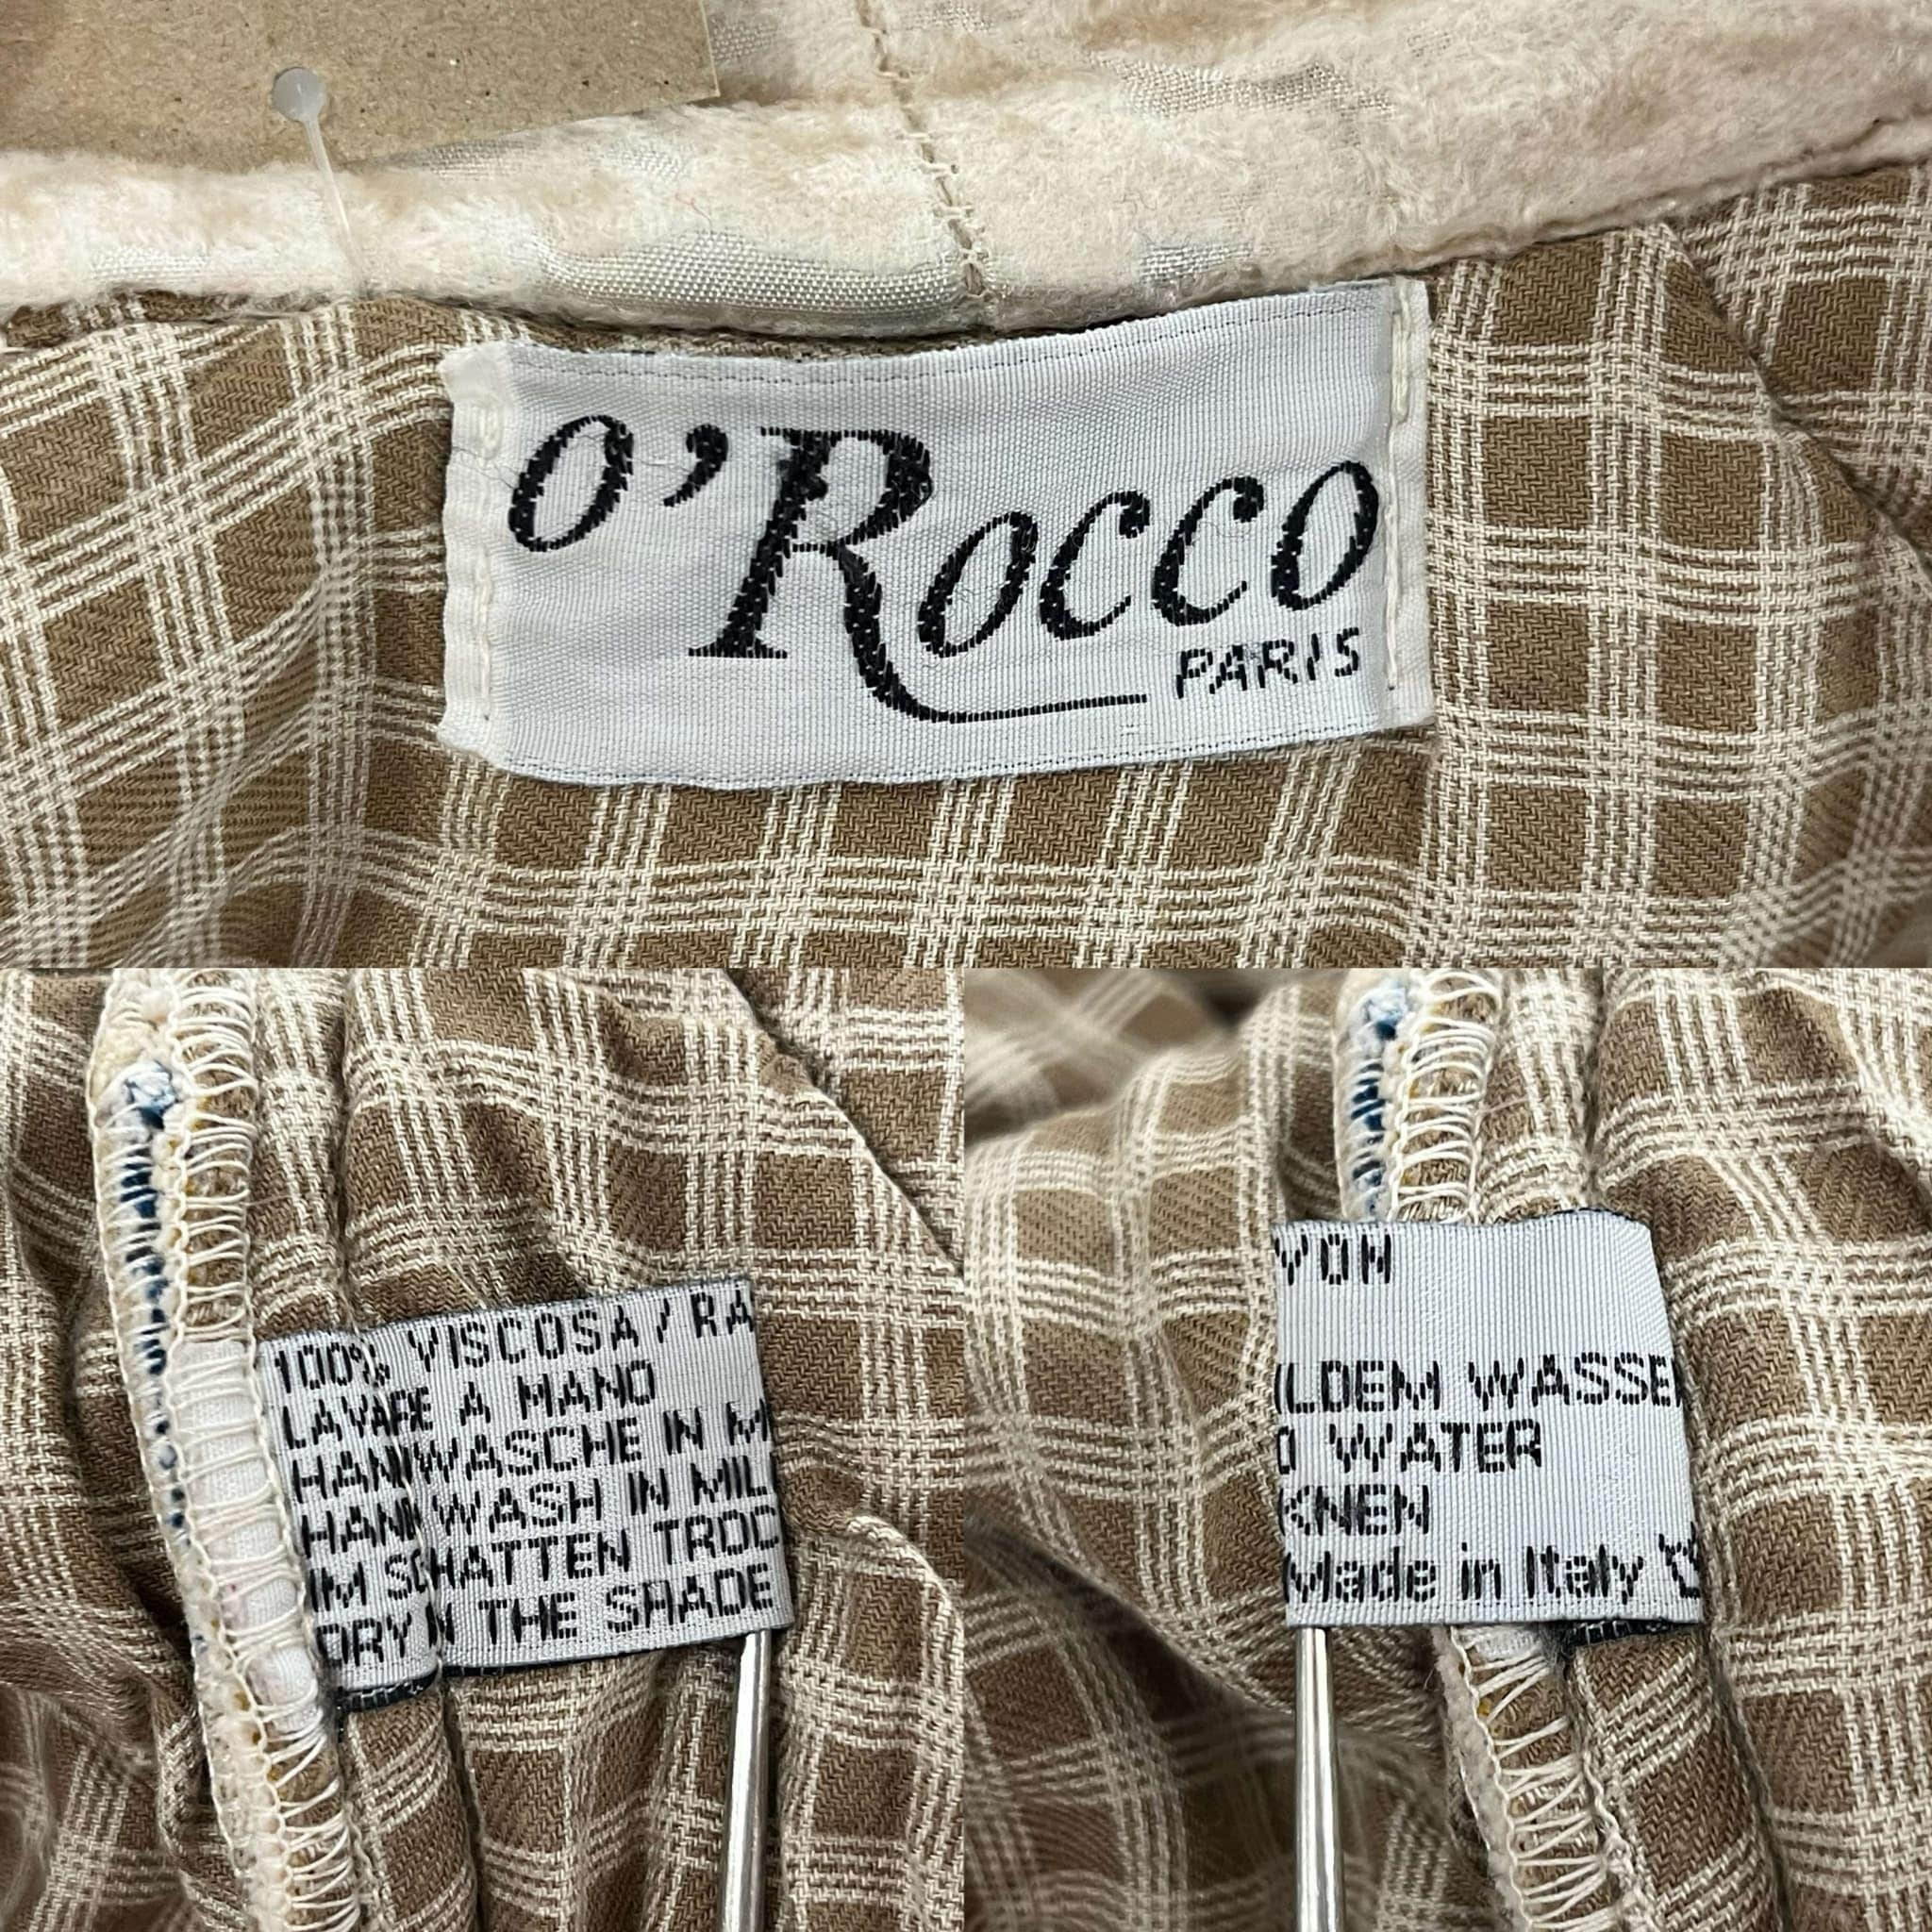 O'Rocco
PARIS
100% VISCOSA / RA
LAVARE A MANO
HANDWASCHE IN M
HAND WASH IN MIL
IM SCHATTEN TROC
DRY IN THE SHADE
YON
ILDEM WASSE
D WATER
KNEN
Made in Italy